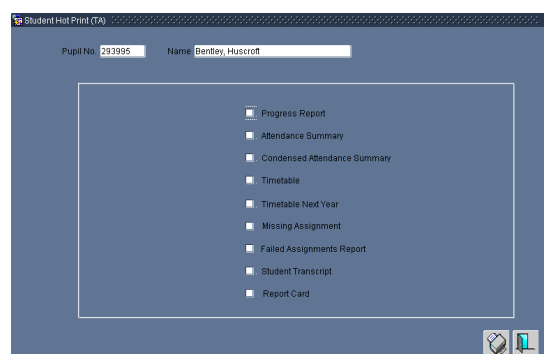 Student Hot Print (TA)
Pupil No. 293995 Name Bentley, Huscroft
Progress Report
Attendance Summary
Condensed Attendance Summary
Timetable
Timetable Next Year
Missing Assignment
Failed Assignments Report
Student Transcript
Report Card